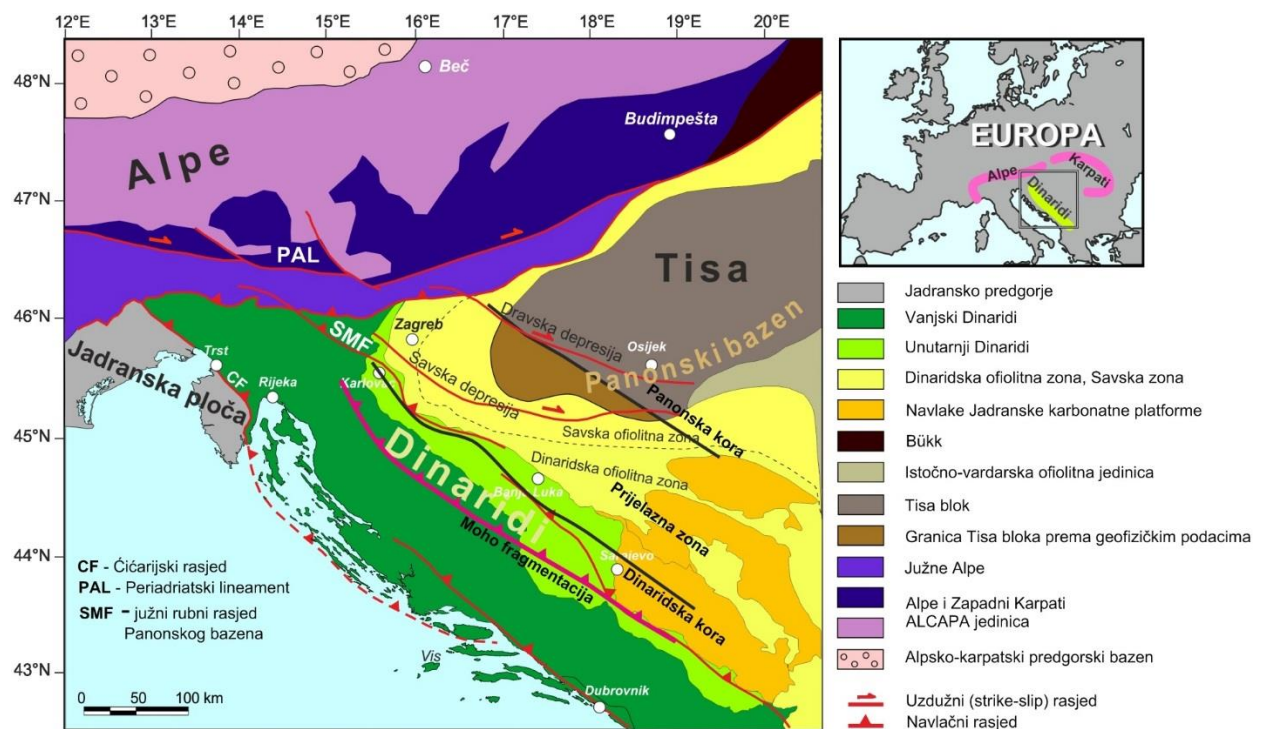 12°E 13°E 14°E 15°E 16°E 17°E 18°E 19°E 20°E
48°N
47°N
46°N
45°N
44°N
43°N
Beč
Budimpešta
Alpe
PAL
Tisa
Panonski bazen
Dravska depresija
Osijek
Zagreb
SMF
Trst
CF
Rijeka
Karlovac
Jadranska ploča
Savska depresija
Panonska kora
Savska ofiolitna zona
Dinaridska ofiolitna zona
Dinaridi
Banja Luka
Prijelazna zona
Moho fragmentacija
Sarajevo
Dinaridska kora
Vis
Dubrovnik
CF - Ćićarijski rasjed
PAL - Periadriatski lineament
SMF - južni rubni rasjed
Panonskog bazena
0 50 100 km
EUROPA
Alpe
Karpati
Dinaridi
Jadransko predgorje
Vanjski Dinaridi
Unutarnji Dinaridi
Dinaridska ofiolitna zona, Savska zona
Navlake Jadranske karbonatne platforme
Bükk
Istočno-vardarska ofiolitna jedinica
Tisa blok
Granica Tisa bloka prema geofizičkim podacima
Južne Alpe
Alpe i Zapadni Karpati
ALCAPA jedinica
Alpsko-karpatski predgorski bazen
Uzdužni (strike-slip) rasjed
Navlačni rasjed